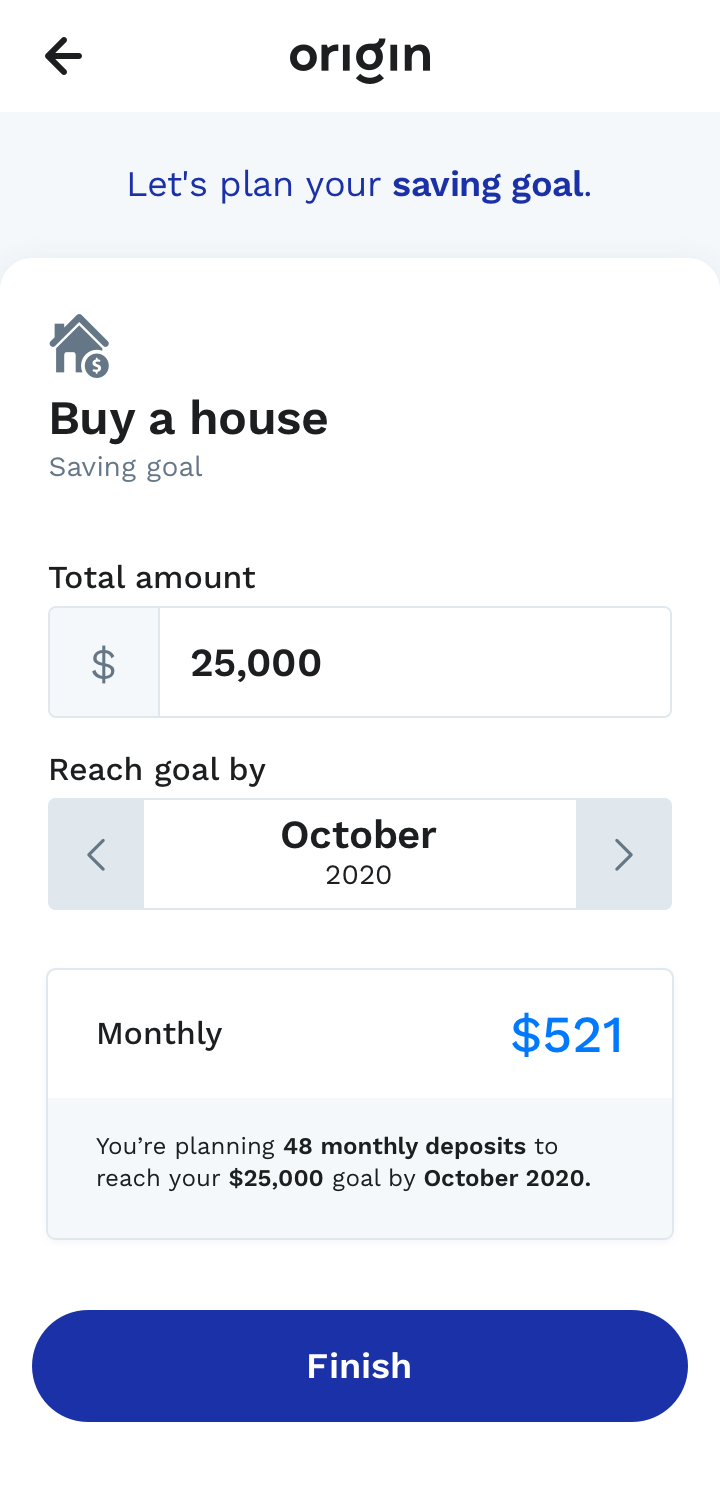 origin
Let's plan your saving goal.
$
Buy a house
Saving goal
Total amount
$ 25,000
Reach goal by
October
2020
Monthly $521
You’re planning 48 monthly deposits to
reach your $25,000 goal by October 2020.
Finish